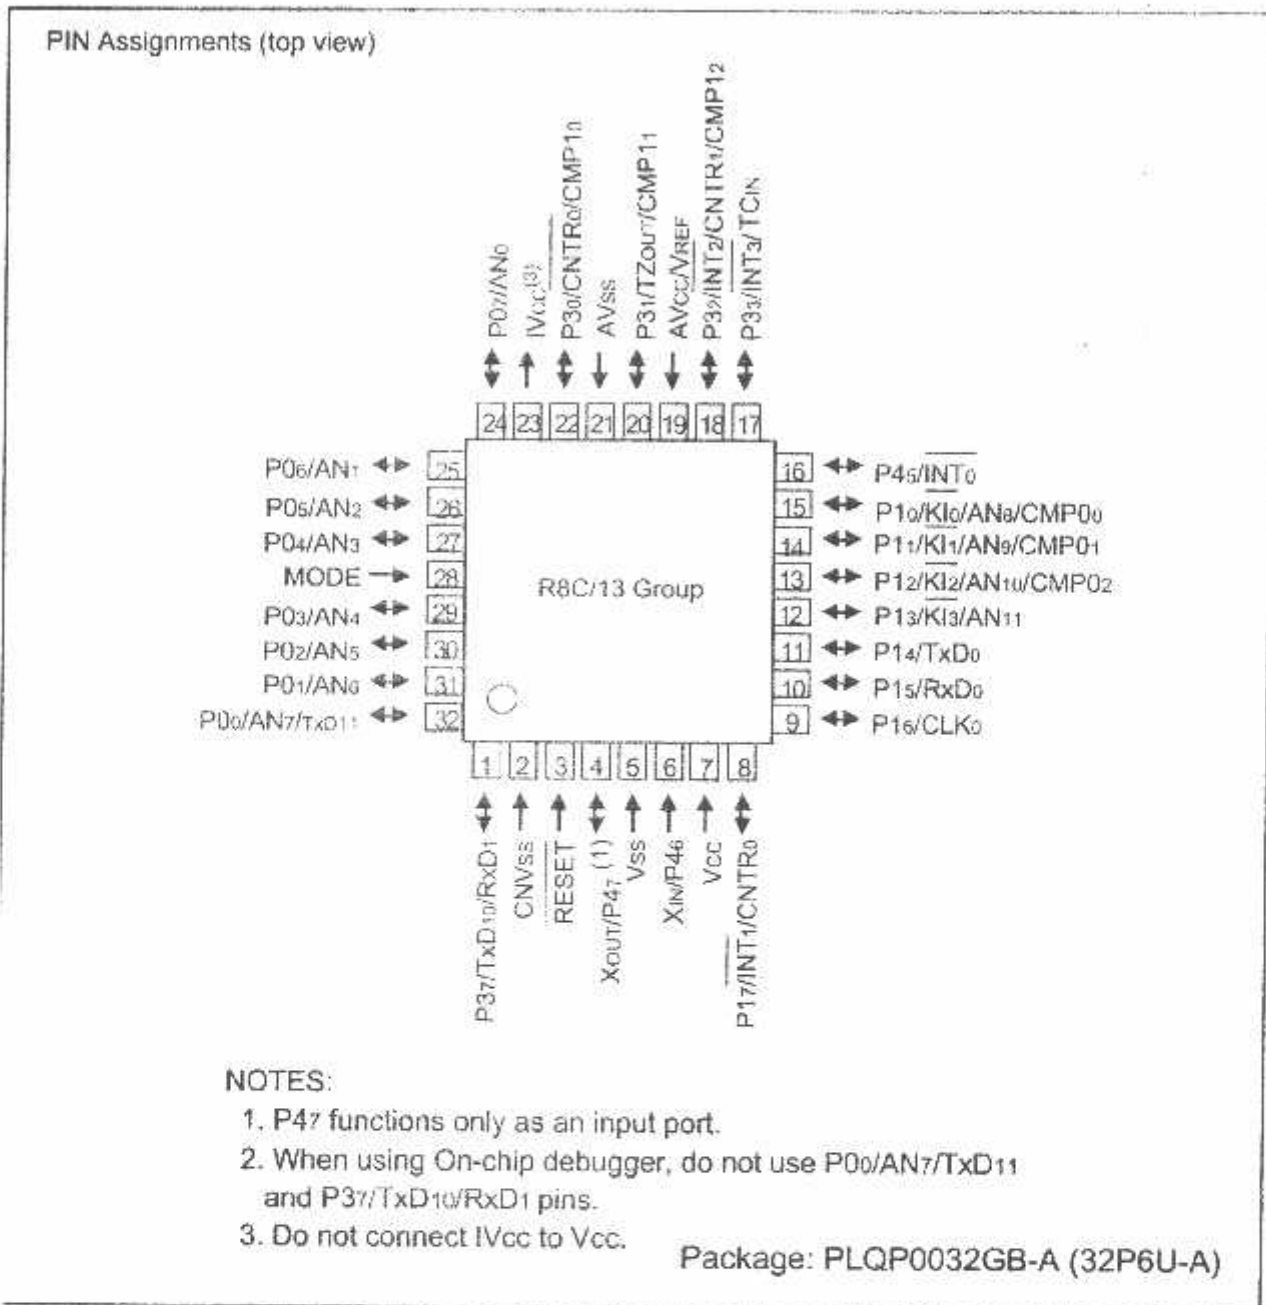 PIN Assignments (top view)
P07/AN0
IVCC(3)
P30/CNTR0/CMP10
AVSS
P31/TZOUT/CMP11
AVCC/VREF
P32/INT2/CNTR1/CMP12
P33/INT3/TCIN
24 23 22 21 20 19 18 17
P06/AN1 25
P05/AN2 26
P04/AN3 27
MODE 28
P03/AN4 29
P02/AN5 30
P01/AN6 31
P00/AN7/TxD11 32
R8C/13 Group
16 P45/INT0
15 P10/KI0/AN8/CMP00
14 P11/KI1/AN9/CMP01
13 P12/KI2/AN10/CMP02
12 P13/KI3/AN11
11 P14/TxD0
10 P15/RxD0
9 P16/CLK0
1 2 3 4 5 6 7 8
P37/TxD10/RxD1
CNVSS
RESET
XOUT/P47 (1)
VSS
XIN/P46
VCC
P17/INT1/CNTR0
NOTES:
1. P47 functions only as an input port.
2. When using On-chip debugger, do not use P00/AN7/TxD11
and P37/TxD10/RxD1 pins.
3. Do not connect IVcc to Vcc.
Package: PLQP0032GB-A (32P6U-A)